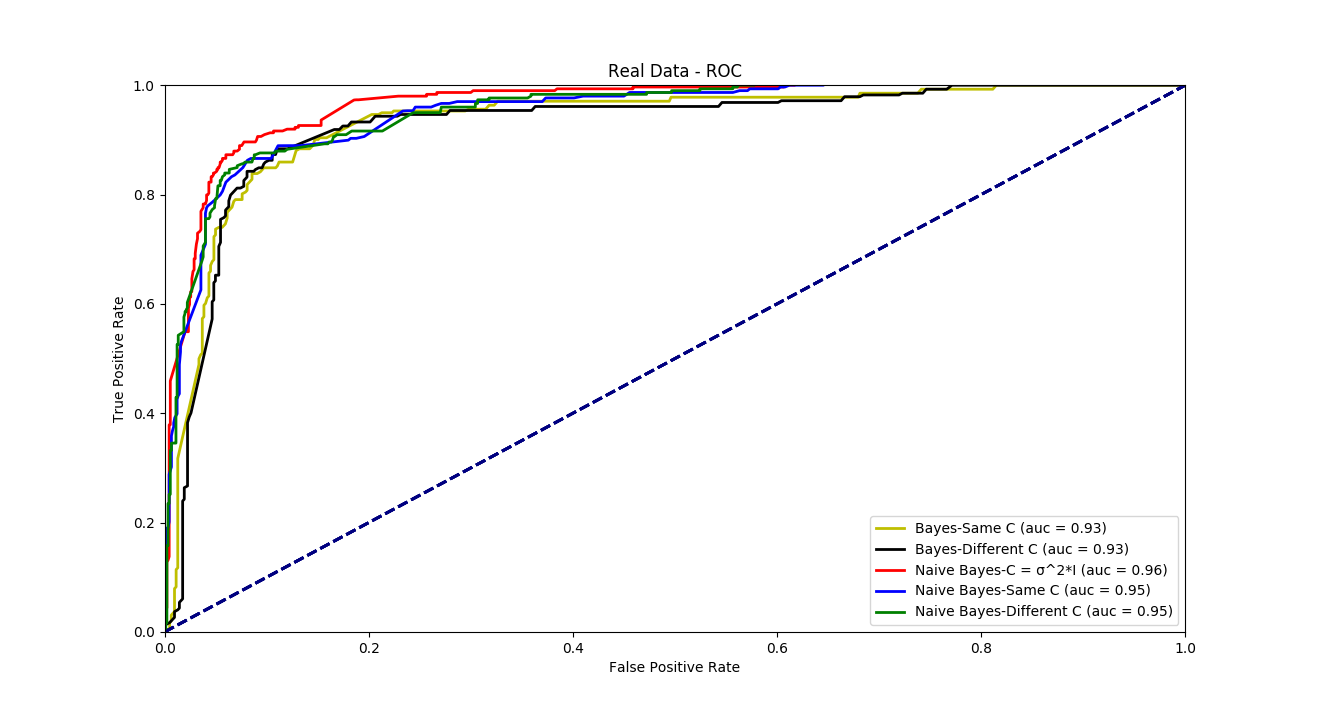 Real Data - ROC
1.0
0.8
0.6
0.4
0.2
0.0
True Positive Rate
0.0 0.2 0.4 0.6 0.8 1.0
False Positive Rate
Bayes-Same C (auc = 0.93)
Bayes-Different C (auc = 0.93)
Naive Bayes-C = σ^2*I (auc = 0.96)
Naive Bayes-Same C (auc = 0.95)
Naive Bayes-Different C (auc = 0.95)